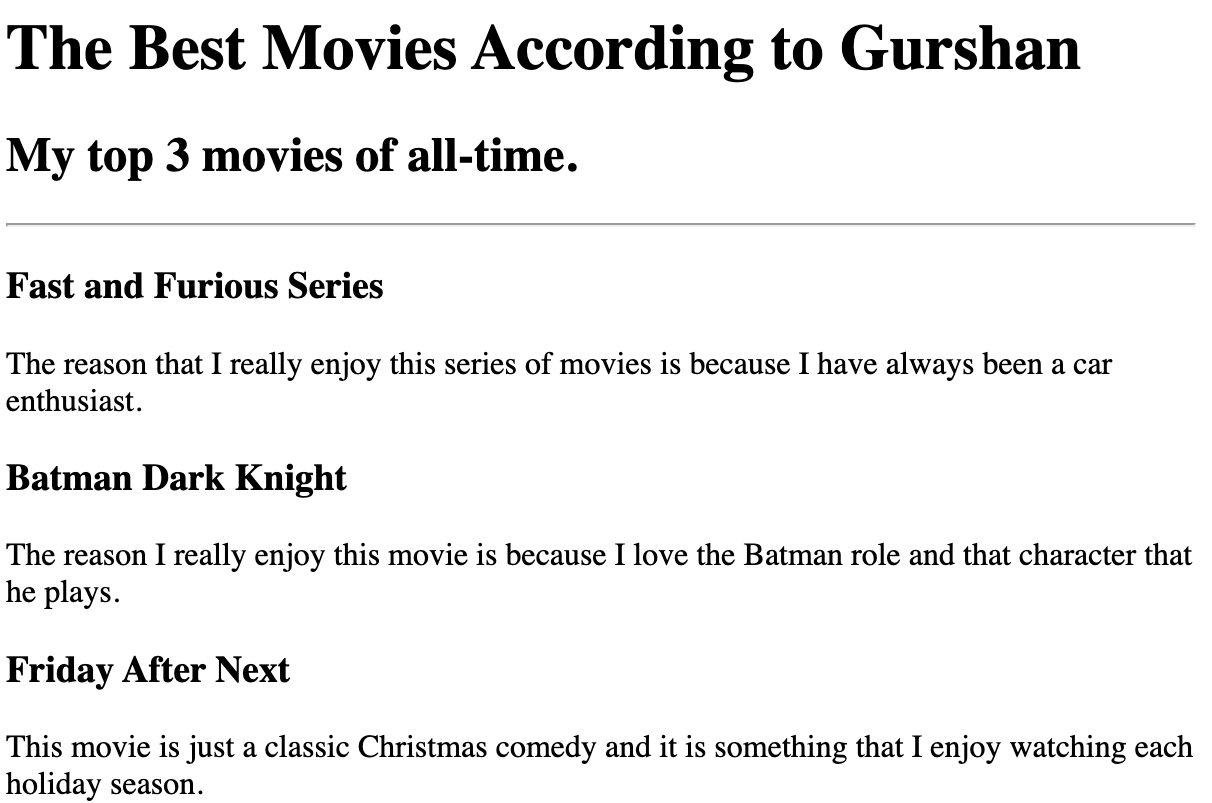 The Best Movies According to Gurshan
My top 3 movies of all-time.
Fast and Furious Series
The reason that I really enjoy this series of movies is because I have always been a car
enthusiast.
Batman Dark Knight
The reason I really enjoy this movie is because I love the Batman role and that character that
he plays.
Friday After Next
This movie is just a classic Christmas comedy and it is something that I enjoy watching each
holiday season.